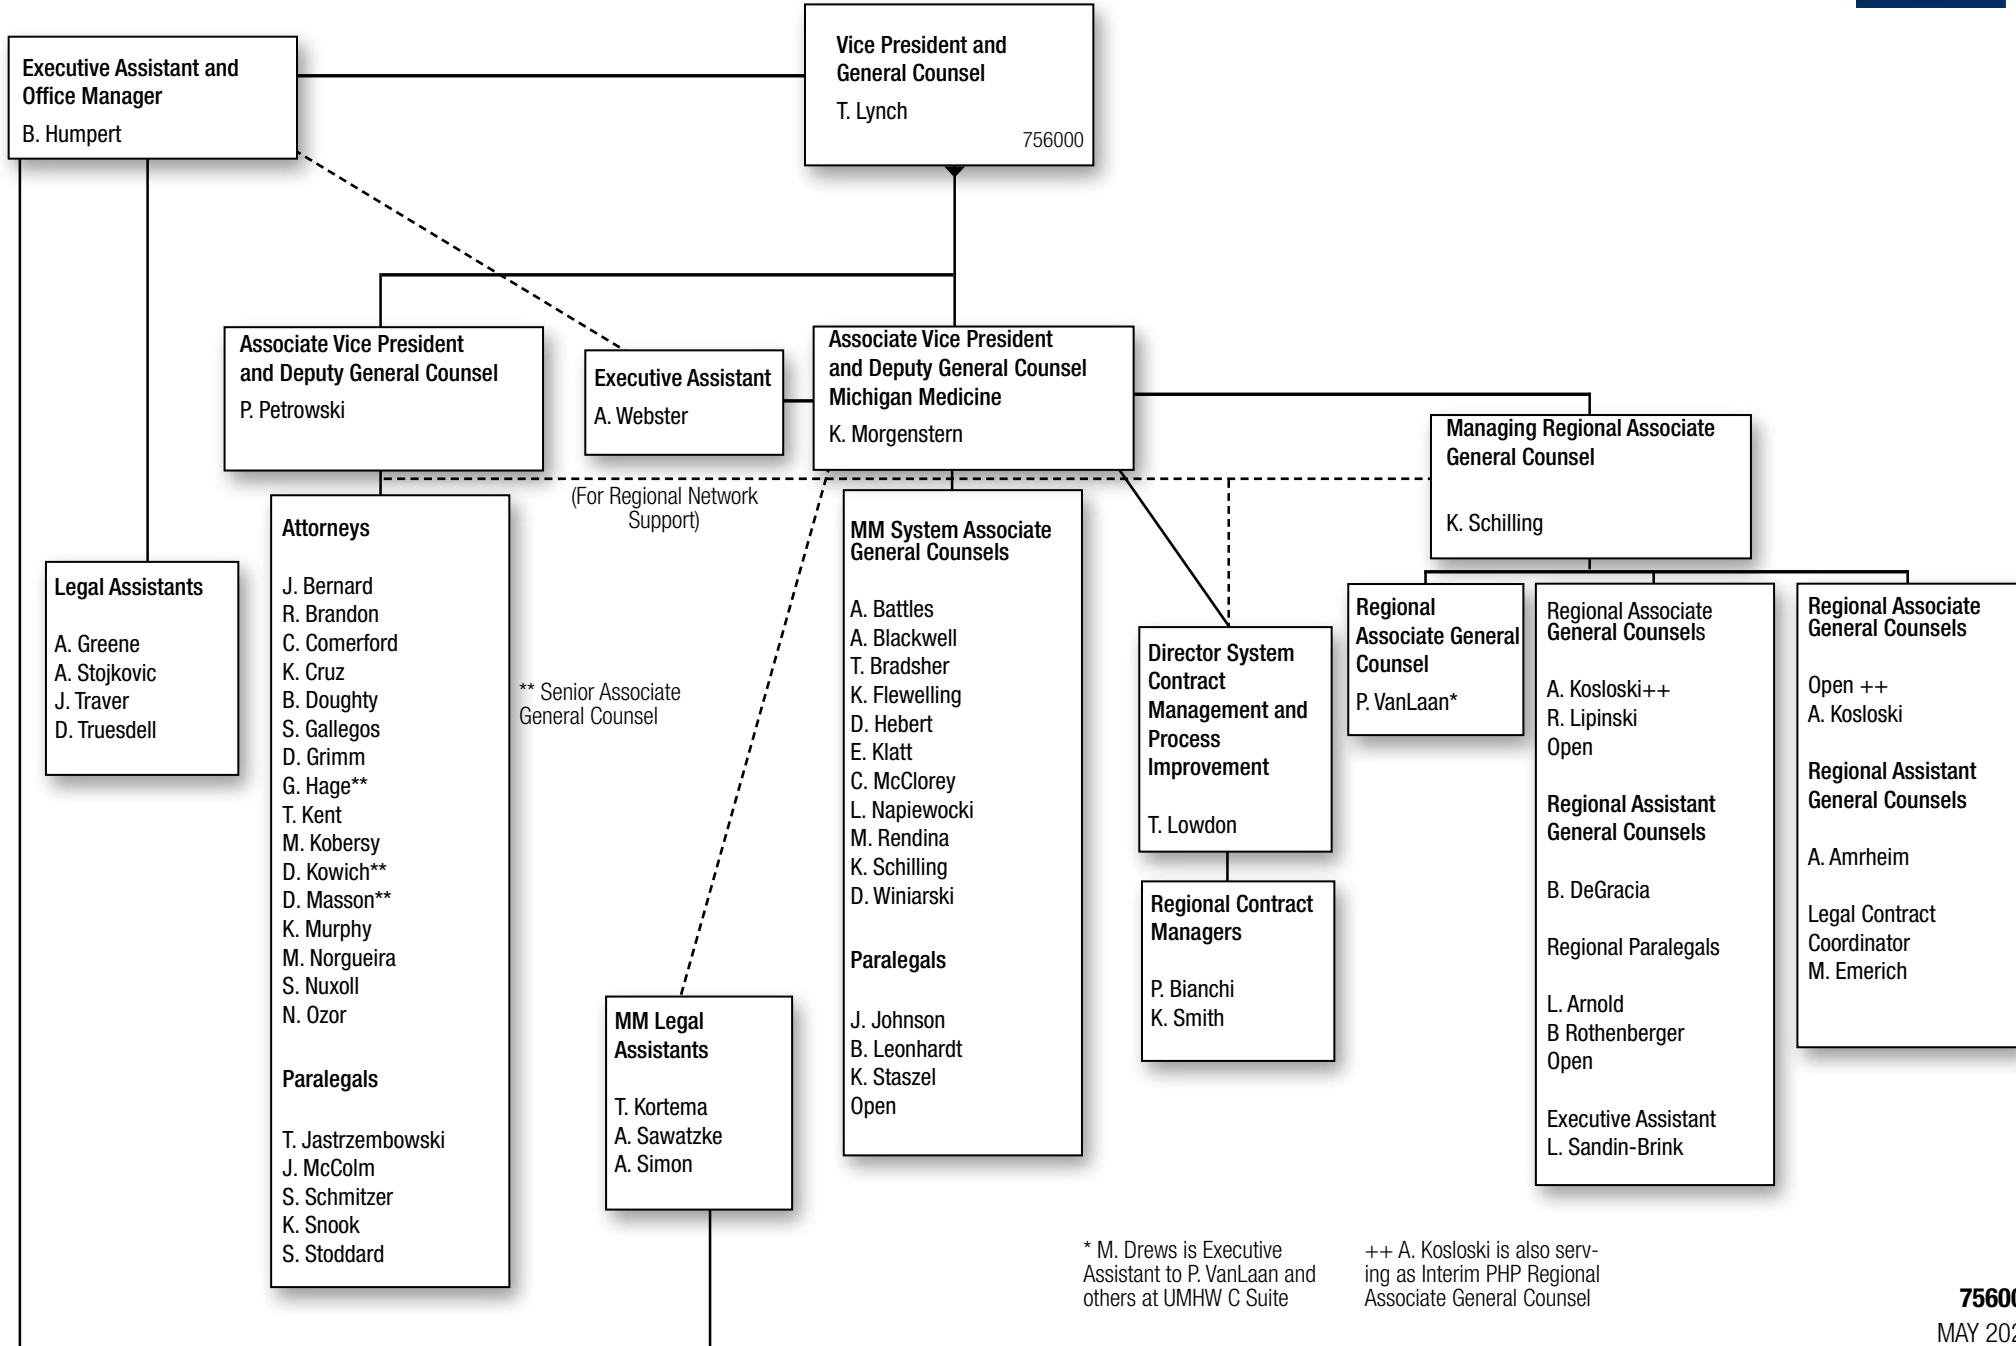 Executive Assistant and
Office Manager
B. Humpert
Vice President and
General Counsel
T. Lynch
756000
Associate Vice President
and Deputy General Counsel
P. Petrowski
Executive Assistant
A. Webster
Associate Vice President
and Deputy General Counsel
Michigan Medicine
K. Morgenstern
Managing Regional Associate
General Counsel
K. Schilling
(For Regional Network
Support)
Legal Assistants
A. Greene
A. Stojkovic
J. Traver
D. Truesdell
Attorneys
J. Bernard
R. Brandon
C. Comerford
K. Cruz
B. Doughty
S. Gallegos
D. Grimm
G. Hage**
T. Kent
M. Kobersy
D. Kowich**
D. Masson**
K. Murphy
M. Norgueira
S. Nuxoll
N. Ozor
Paralegals
T. Jastrzembowski
J. McColm
S. Schmitzer
K. Snook
S. Stoddard
** Senior Associate
General Counsel
MM Legal
Assistants
T. Kortema
A. Sawatzke
A. Simon
MM System Associate
General Counsels
A. Battles
A. Blackwell
T. Bradsher
K. Flewelling
D. Hebert
E. Klatt
C. McClorey
L. Napiewocki
M. Rendina
K. Schilling
D. Winiarski
Paralegals
J. Johnson
B. Leonhardt
K. Staszel
Open
Director System
Contract
Management and
Process
Improvement
T. Lowdon
Regional Contract
Managers
P. Bianchi
K. Smith
Regional
Associate General
Counsel
P. VanLaan*
Regional Associate
General Counsels
A. Kosloski++
R. Lipinski
Open
Regional Assistant
General Counsels
B. DeGracia
Regional Paralegals
L. Arnold
B Rothenberger
Open
Executive Assistant
L. Sandin-Brink
Regional Associate
General Counsels
Open ++
A. Kosloski
Regional Assistant
General Counsels
A. Amrheim
Legal Contract
Coordinator
M. Emerich
* M. Drews is Executive
Assistant to P. VanLaan and
others at UMHW C Suite
++ A. Kosloski is also serv-
ing as Interim PHP Regional
Associate General Counsel
MAY